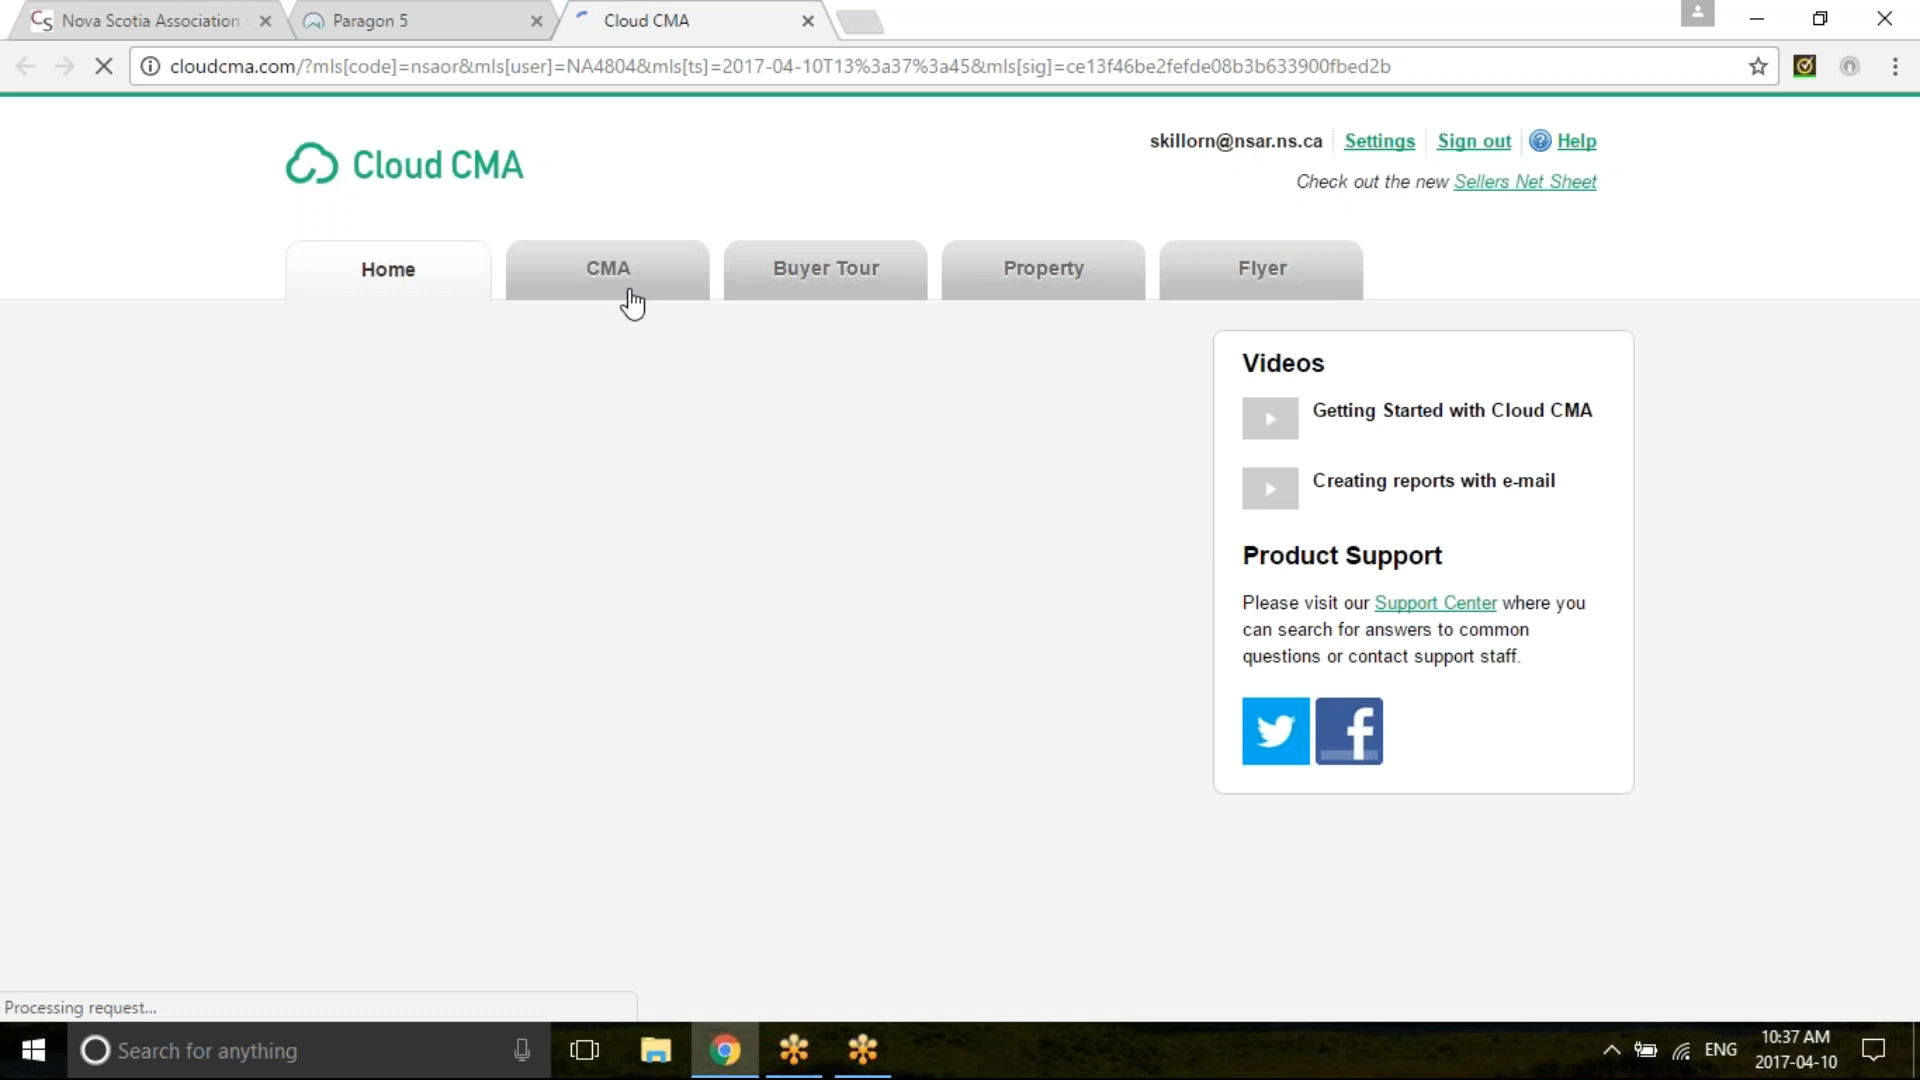 Nova Scotia Association
Paragon 5
Cloud CMA
cloudcma.com/?mls[code]=nsaor&mls[user]=NA4804&mls[ts]=2017-04-10T13%3a37%3a45&mls[sig]=ce13f46be2fefde08b3b633900fbed2b
skillorn@nsar.ns.ca Settings Sign out Help
Cloud CMA
Check out the new Sellers Net Sheet
Home CMA Buyer Tour Property Flyer
Videos
Getting Started with Cloud CMA
Creating reports with e-mail
Product Support
Please visit our Support Center where you
can search for answers to common
questions or contact support staff.
Processing request...
Search for anything
ENG
10:37 AM
2017-04-10